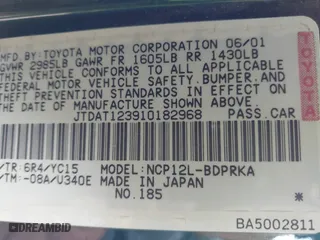 MFD.BY:TOYOTA MOTOR CORPORATION 06/01
GVWR 2985LB GAWR FR 1605LB RR 1430LB
THIS VEHICLE CONFORMS TO ALL APPLICABLE
FEDERAL MOTOR VEHICLE SAFETY,BUMPER,AND
THEFT PREVENTION STANDARDS IN EFFECT ON
THE DATE OF MANUFACTURE SHOWN ABOVE.
JTDAT123910182968 PASS.CAR
/TR: 6R4/YC15 MODEL:NCP12L-BDPRKA
/TM:-08A/U340E MADE IN JAPAN
NO.185
BA5002811
TOYOTA